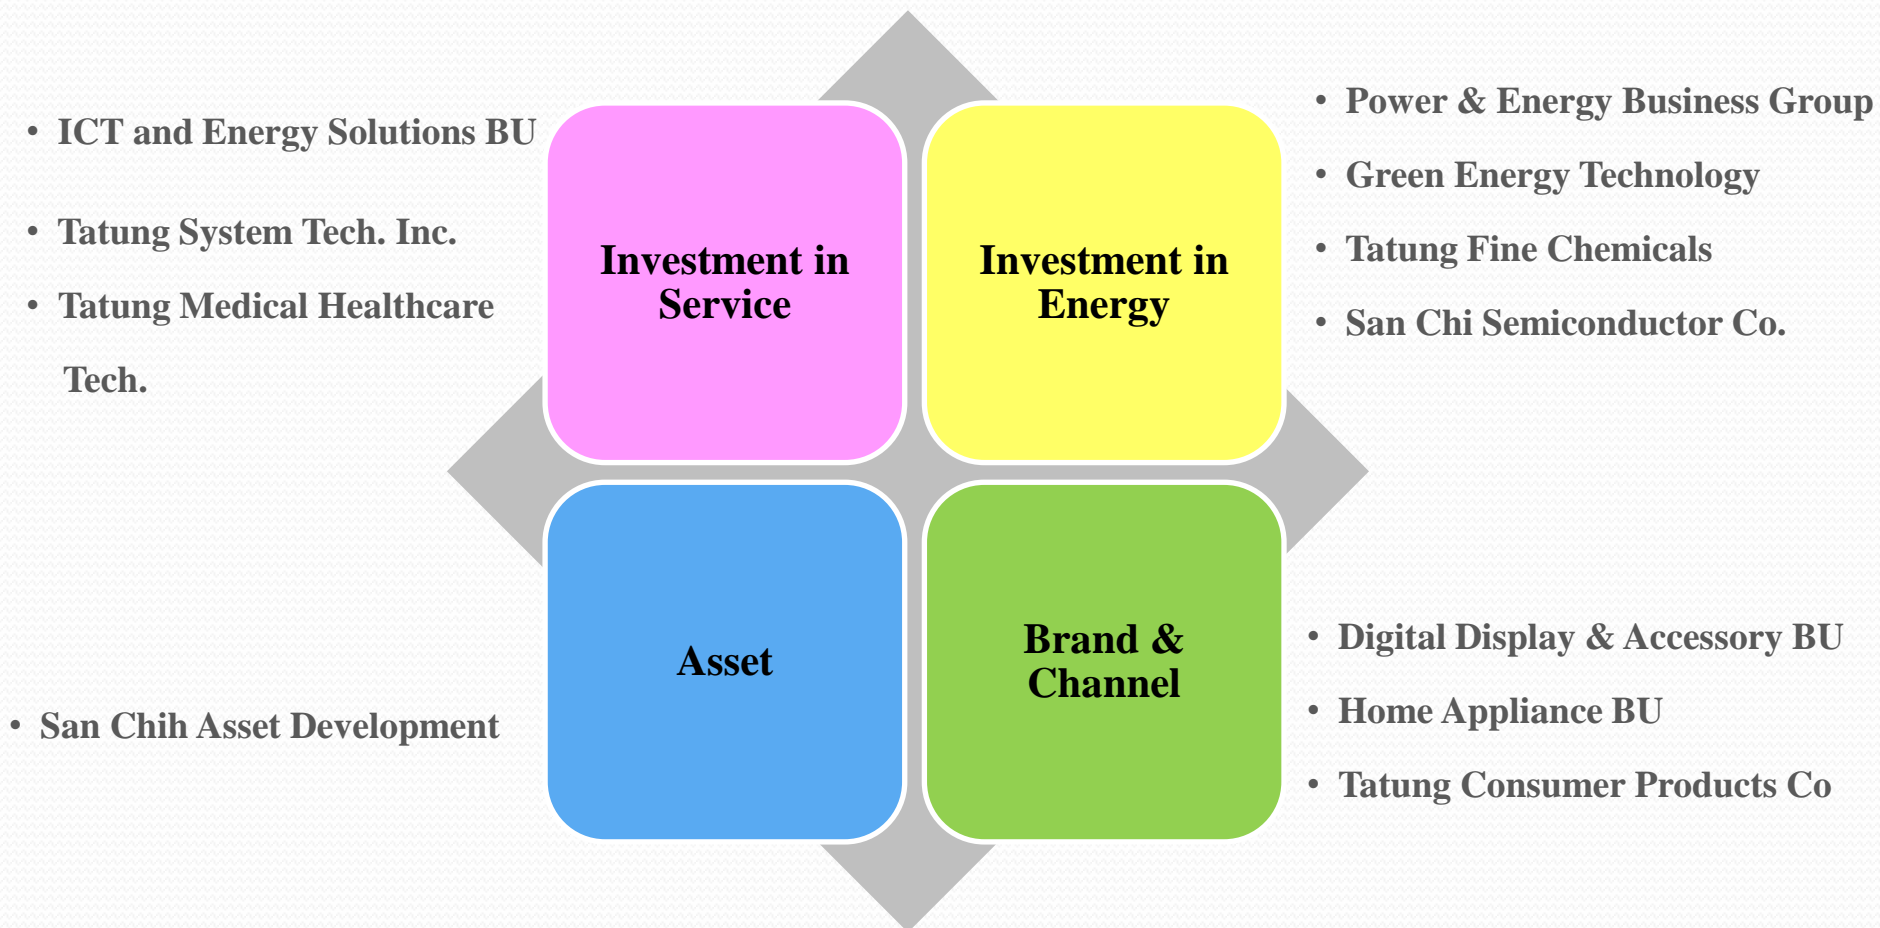 • ICT and Energy Solutions BU
• Tatung System Tech. Inc.
• Tatung Medical Healthcare
Tech.
Investment in
Service
Investment in
Energy
• Power & Energy Business Group
• Green Energy Technology
• Tatung Fine Chemicals
• San Chi Semiconductor Co.
• San Chih Asset Development
Asset
Brand &
Channel
• Digital Display & Accessory BU
• Home Appliance BU
• Tatung Consumer Products Co